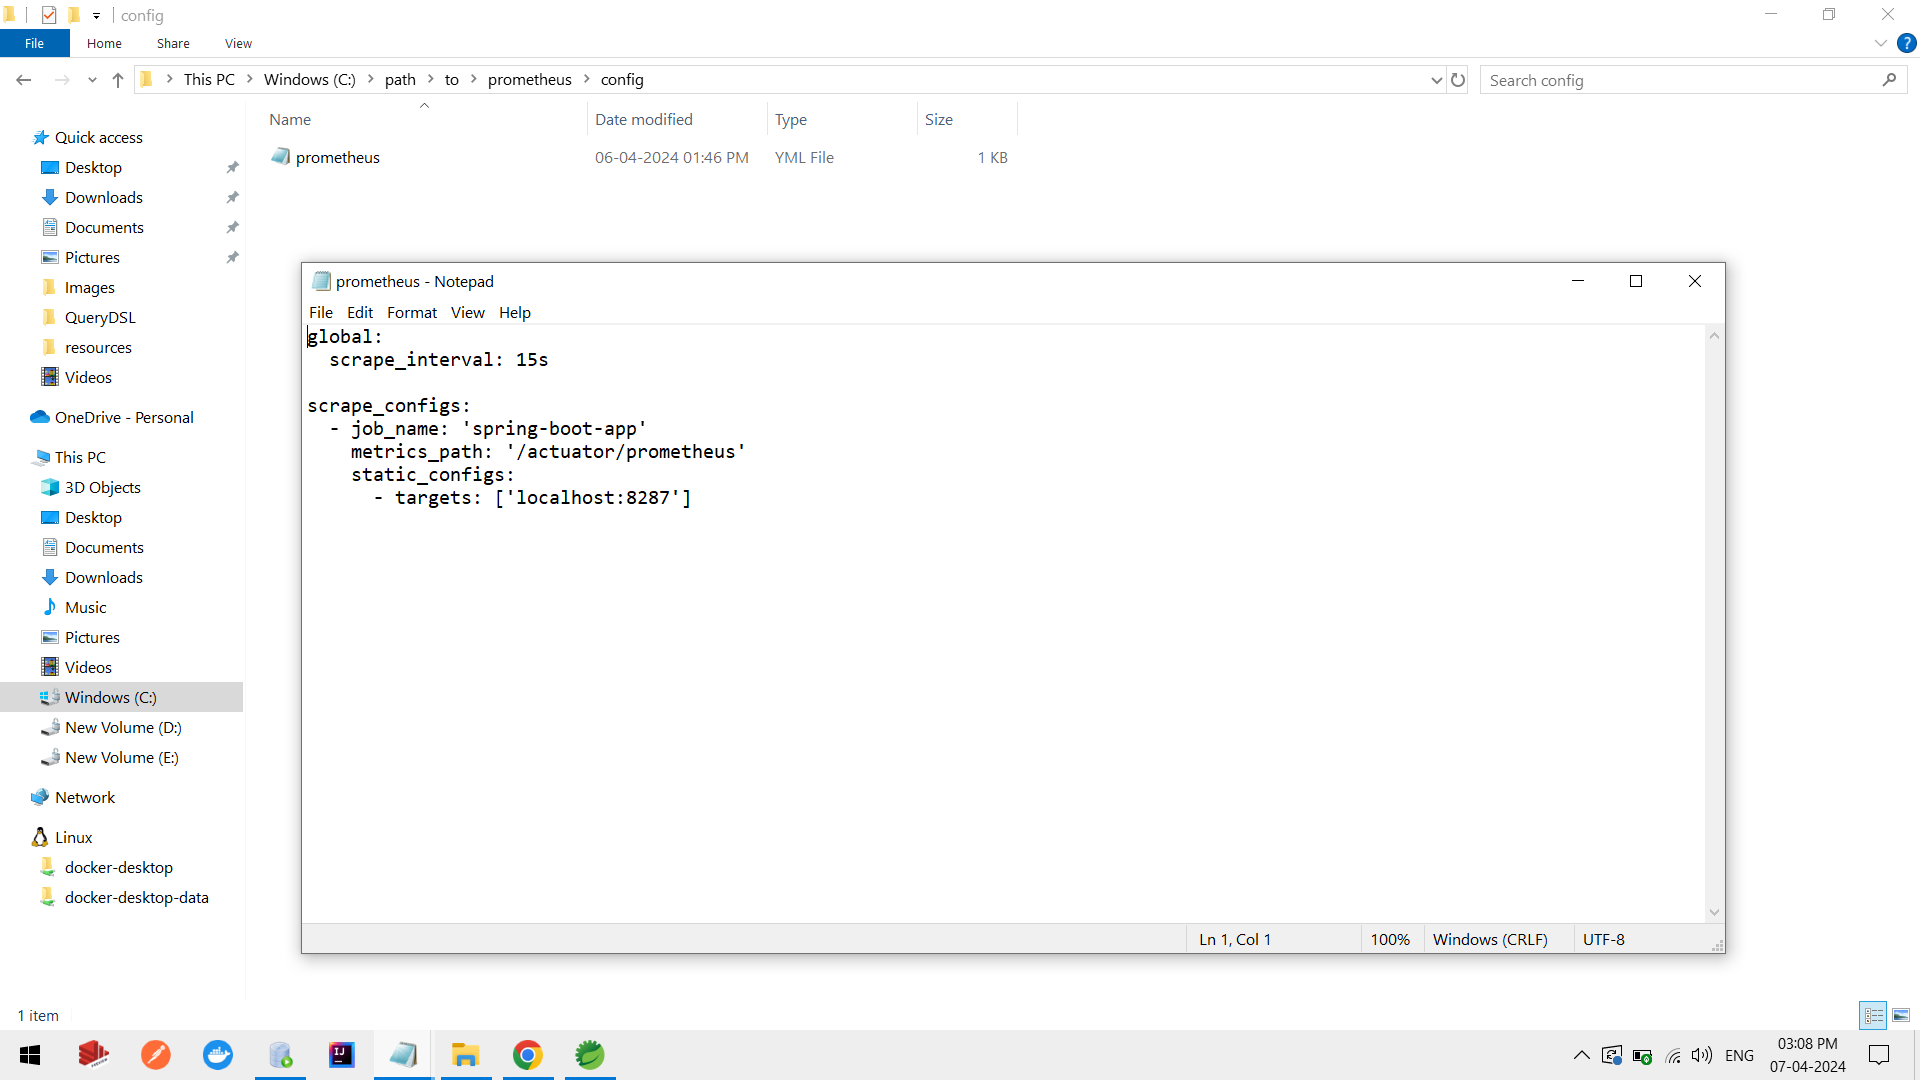 config
File Home Share View
This PC Windows (C:) path to prometheus config
Search config
Name Date modified Type Size
prometheus 06-04-2024 01:46 PM YML File 1 KB
Quick access
Desktop
Downloads
Documents
Pictures
Images
QueryDSL
resources
Videos
OneDrive - Personal
This PC
3D Objects
Desktop
Documents
Downloads
Music
Pictures
Videos
Windows (C:)
New Volume (D:)
New Volume (E:)
Network
Linux
docker-desktop
docker-desktop-data
1 item
prometheus - Notepad
File Edit Format View Help
global:
  scrape_interval: 15s

scrape_configs:
  - job_name: 'spring-boot-app'
    metrics_path: '/actuator/prometheus'
    static_configs:
      - targets: ['localhost:8287']
Ln 1, Col 1 100% Windows (CRLF) UTF-8
IJ
ENG
03:08 PM
07-04-2024